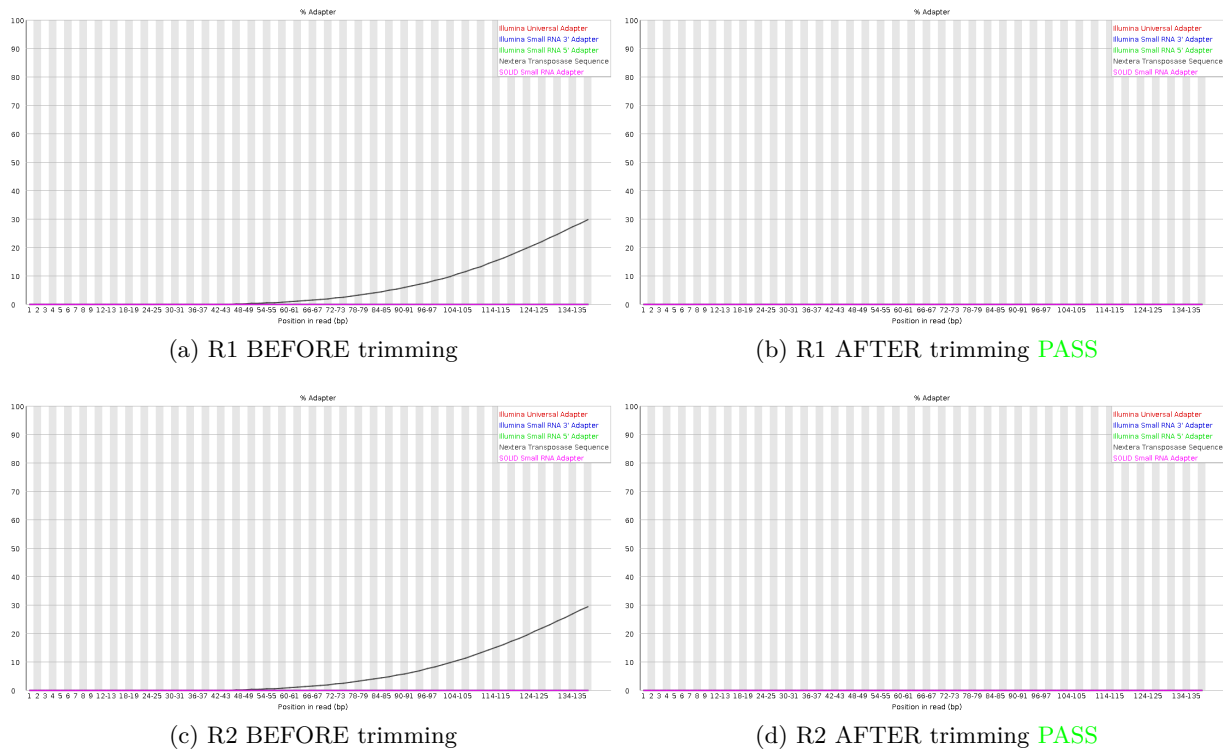 % Adapter
Illumina Universal Adapter
Illumina Small RNA 3' Adapter
Illumina Small RNA 5' Adapter
Nextera Transposase Sequence
SOLID Small RNA Adapter
100
90
80
70
60
50
40
30
20
10
0
1 2 3 4 5 6 7 8 9 12-13 18-19 24-25 30-31 36-37 42-43 48-49 54-55 60-61 66-67 72-73 78-79 84-85 90-91 96-97 104-105 114-115 124-125 134-135
Position in read (bp)
(a) R1 BEFORE trimming
% Adapter
Illumina Universal Adapter
Illumina Small RNA 3' Adapter
Illumina Small RNA 5' Adapter
Nextera Transposase Sequence
SOLID Small RNA Adapter
100
90
80
70
60
50
40
30
20
10
0
1 2 3 4 5 6 7 8 9 12-13 18-19 24-25 30-31 36-37 42-43 48-49 54-55 60-61 66-67 72-73 78-79 84-85 90-91 96-97 104-105 114-115 124-125 134-135
Position in read (bp)
(b) R1 AFTER trimming PASS
% Adapter
Illumina Universal Adapter
Illumina Small RNA 3' Adapter
Illumina Small RNA 5' Adapter
Nextera Transposase Sequence
SOLID Small RNA Adapter
100
90
80
70
60
50
40
30
20
10
0
1 2 3 4 5 6 7 8 9 12-13 18-19 24-25 30-31 36-37 42-43 48-49 54-55 60-61 66-67 72-73 78-79 84-85 90-91 96-97 104-105 114-115 124-125 134-135
Position in read (bp)
(c) R2 BEFORE trimming
% Adapter
Illumina Universal Adapter
Illumina Small RNA 3' Adapter
Illumina Small RNA 5' Adapter
Nextera Transposase Sequence
SOLID Small RNA Adapter
100
90
80
70
60
50
40
30
20
10
0
1 2 3 4 5 6 7 8 9 12-13 18-19 24-25 30-31 36-37 42-43 48-49 54-55 60-61 66-67 72-73 78-79 84-85 90-91 96-97 104-105 114-115 124-125 134-135
Position in read (bp)
(d) R2 AFTER trimming PASS